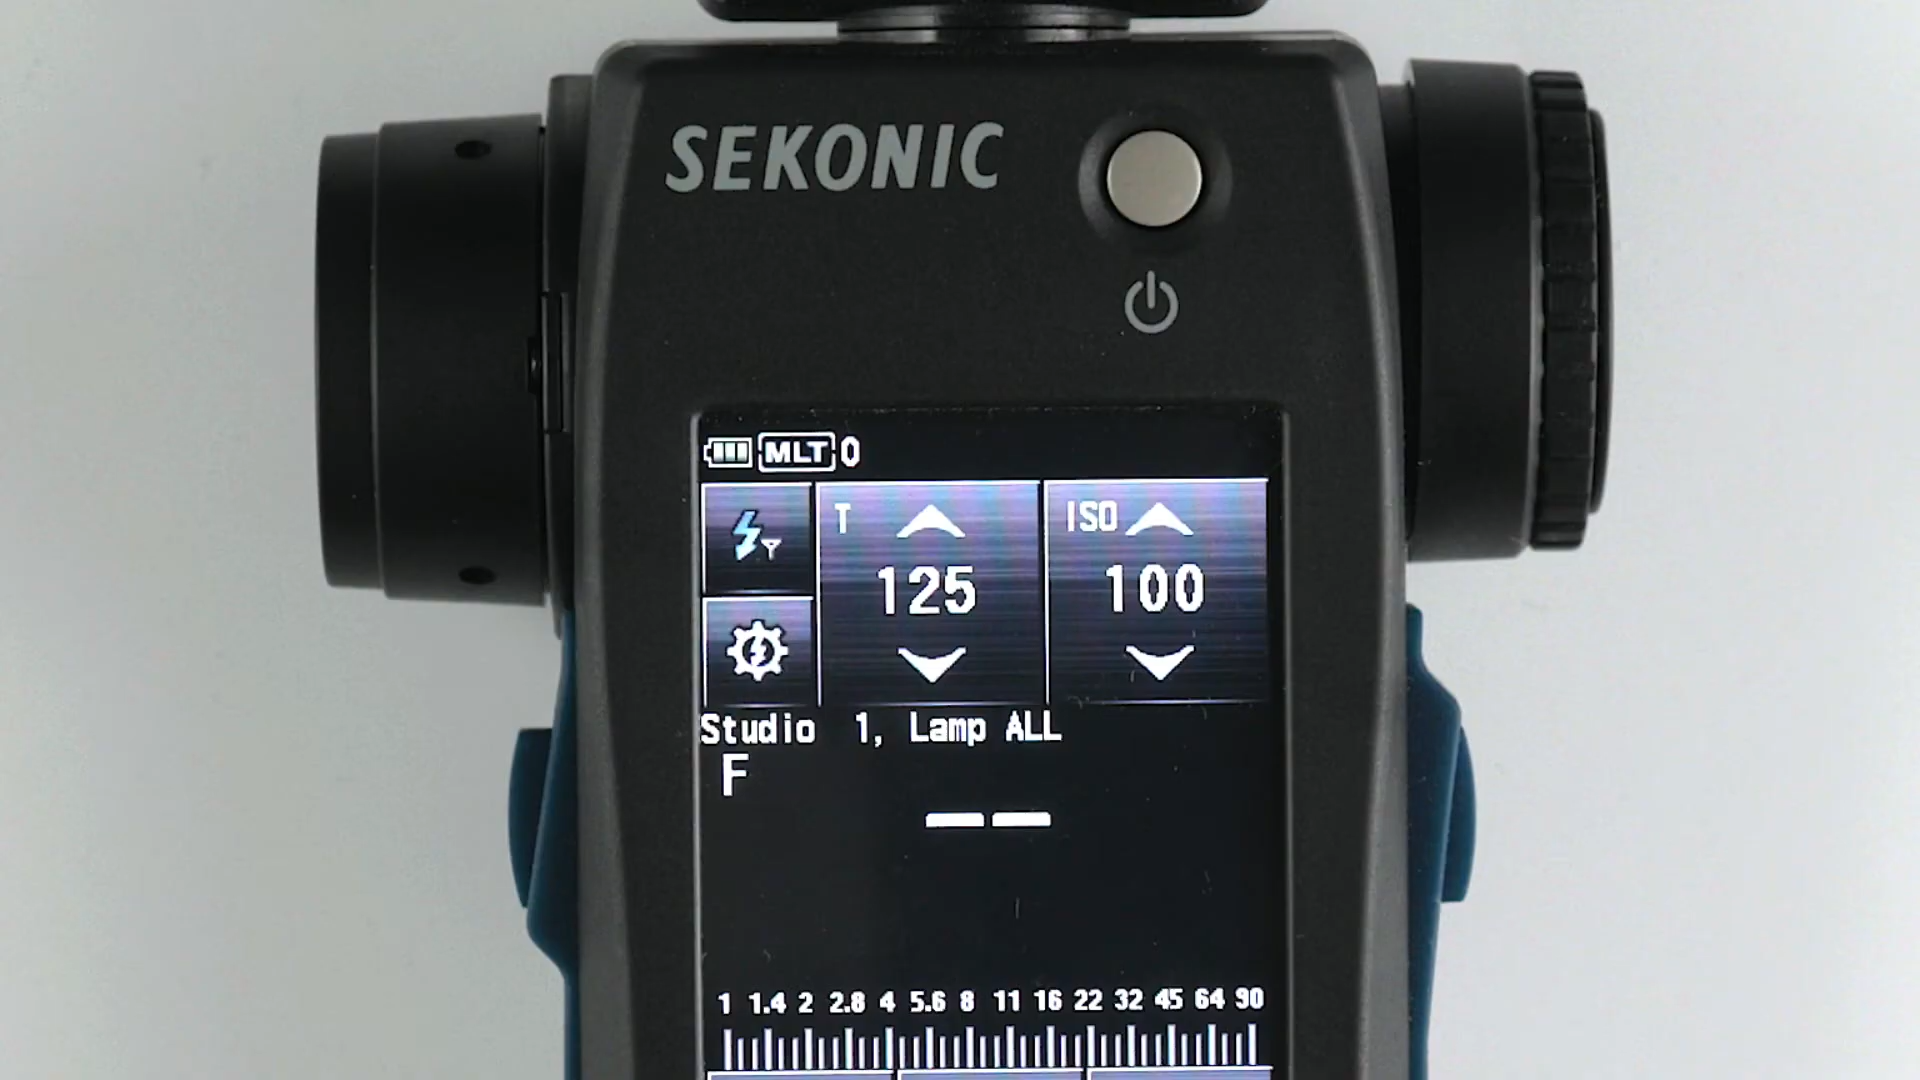 SEKONIC
MLT 0
T ISO
125 100
Studio 1, Lamp ALL
F
1 1.4 2 2.8 4 5.6 8 11 16 22 32 45 64 90